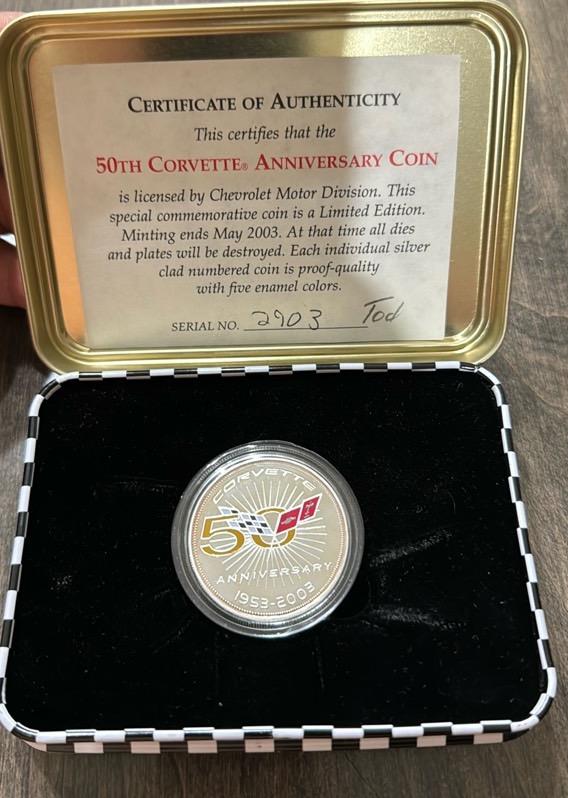 CERTIFICATE OF AUTHENTICITY
This certifies that the
50TH CORVETTE® ANNIVERSARY COIN
is licensed by Chevrolet Motor Division. This
special commemorative coin is a Limited Edition.
Minting ends May 2003. At that time all dies
and plates will be destroyed. Each individual silver
clad numbered coin is proof-quality
with five enamel colors.
SERIAL NO. 2903 Tod
CORVETTE
50
ANNIVERSARY
1953-2003